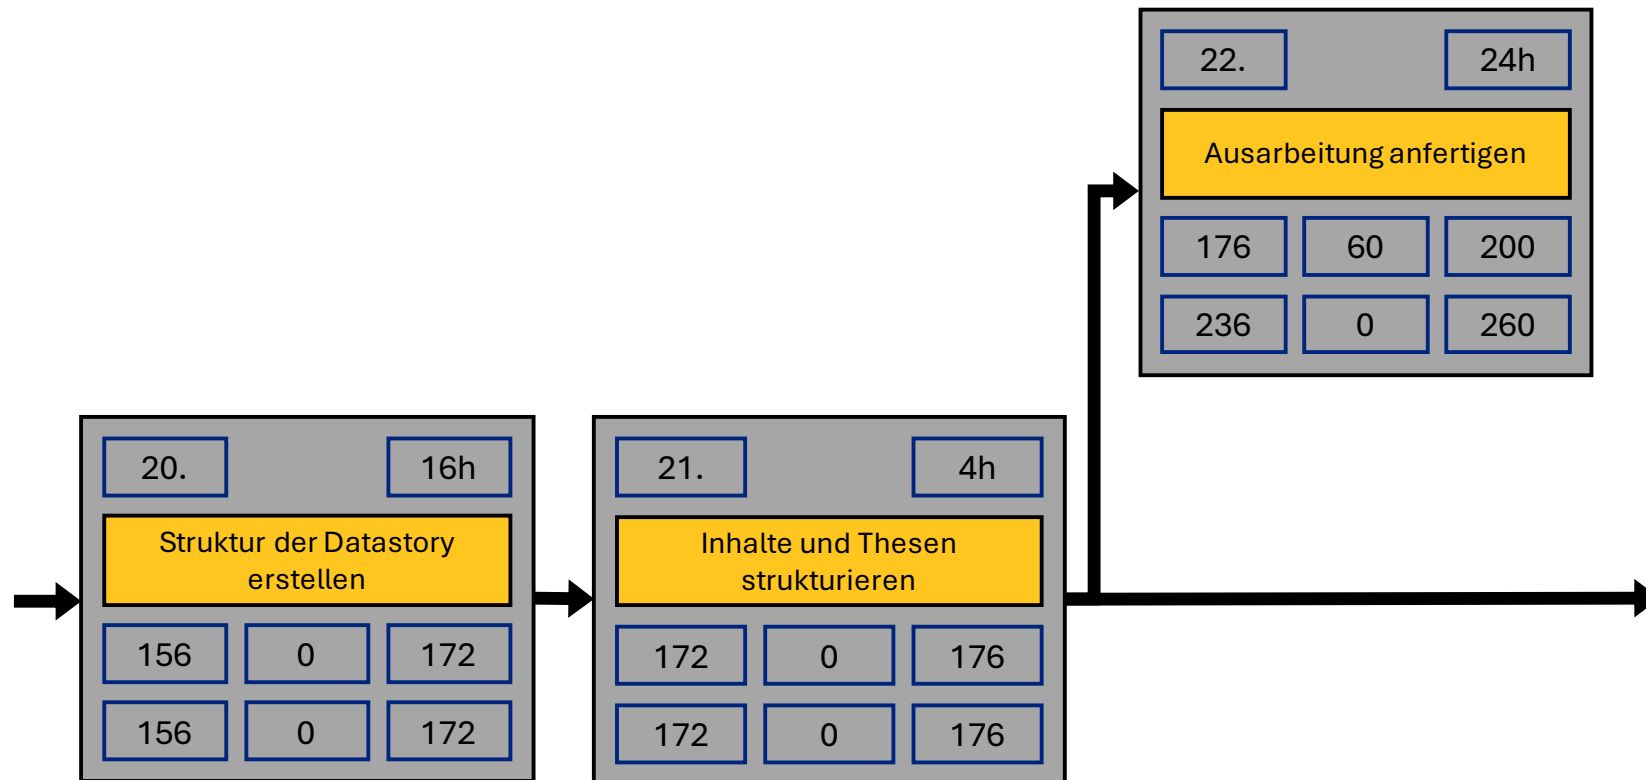 22.
24h
Ausarbeitung anfertigen
176
60
200
236
0
260
20.
16h
Struktur der Datastory
erstellen
156
0
172
156
0
172
21.
4h
Inhalte und Thesen
strukturieren
172
0
176
172
0
176